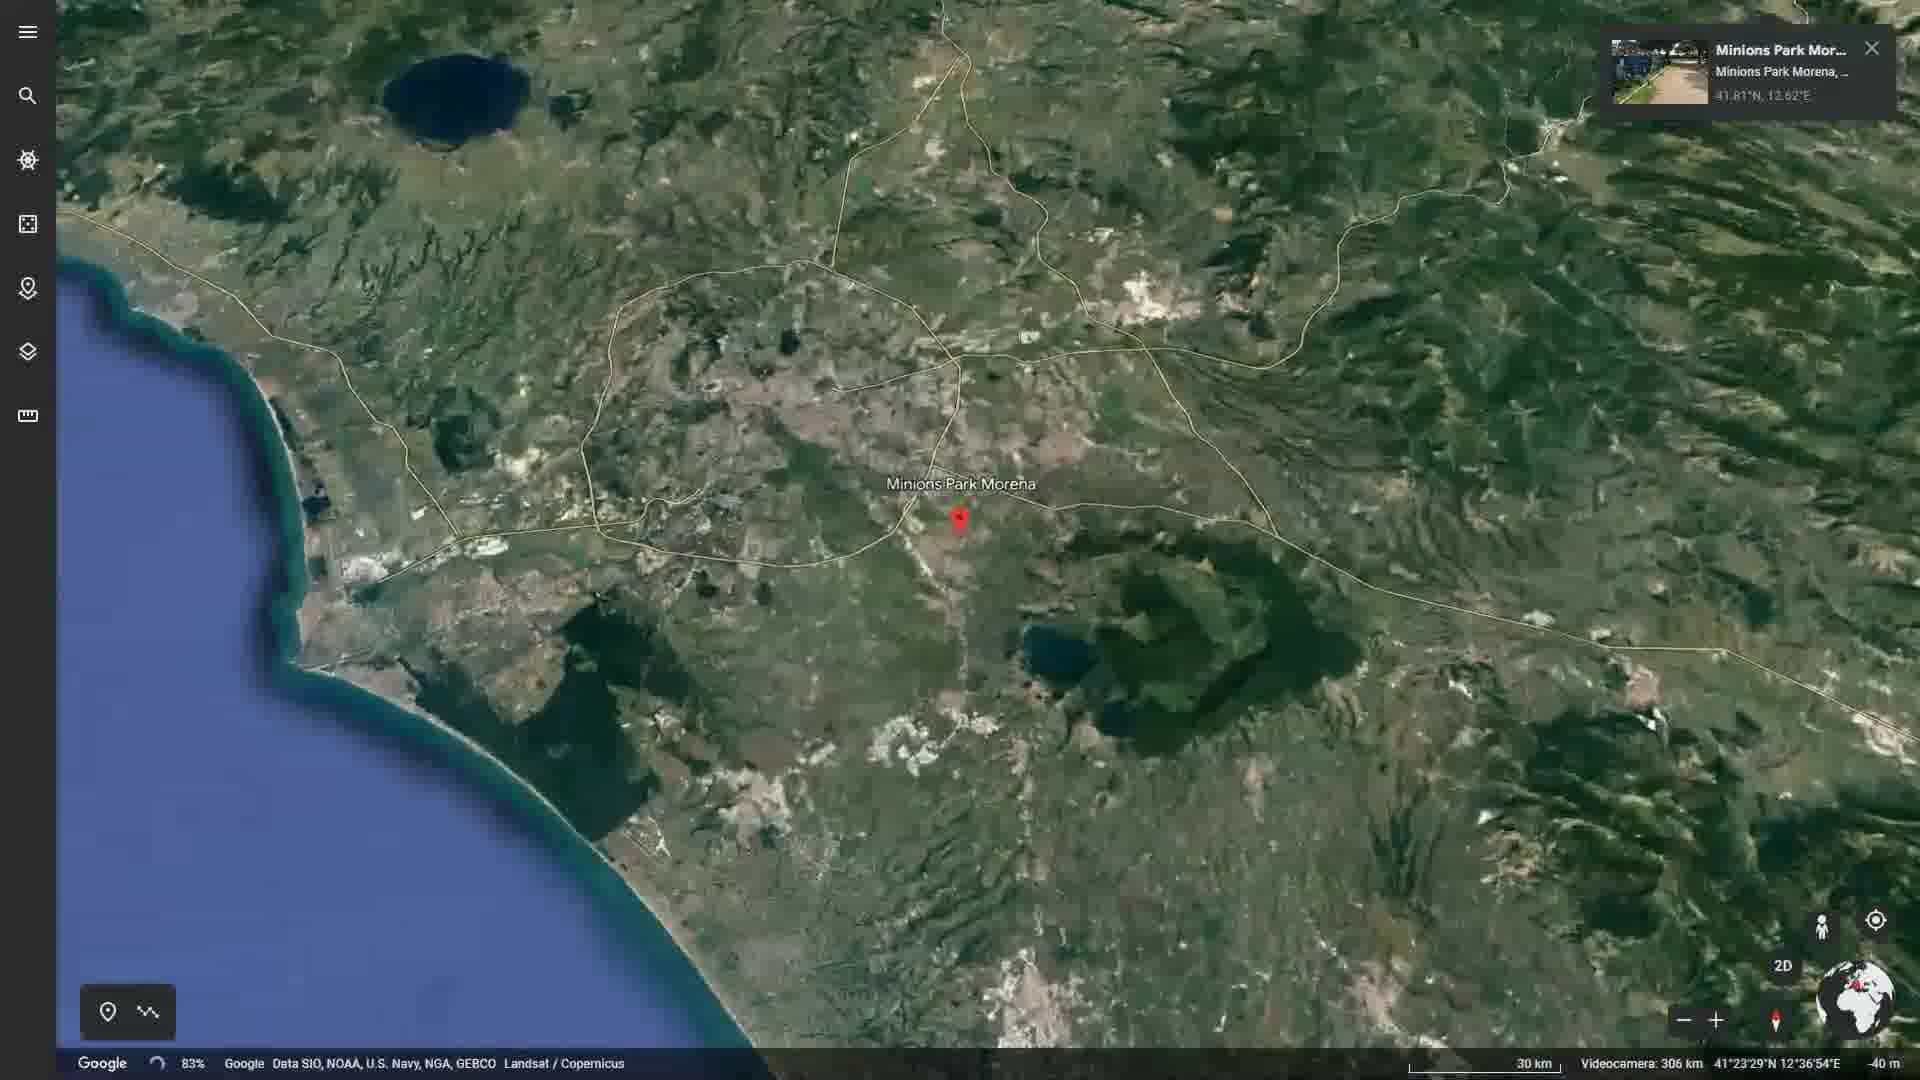 Minions Park Mor...
Minions Park Morena, ...
41.81°N, 12.62°E
Minions Park Morena
2D
Google 83% Google Data SIO, NOAA, U.S. Navy, NGA, GEBCO Landsat / Copernicus 30 km Videocamera: 306 km 41°23'29"N 12°36'54"E -40 m